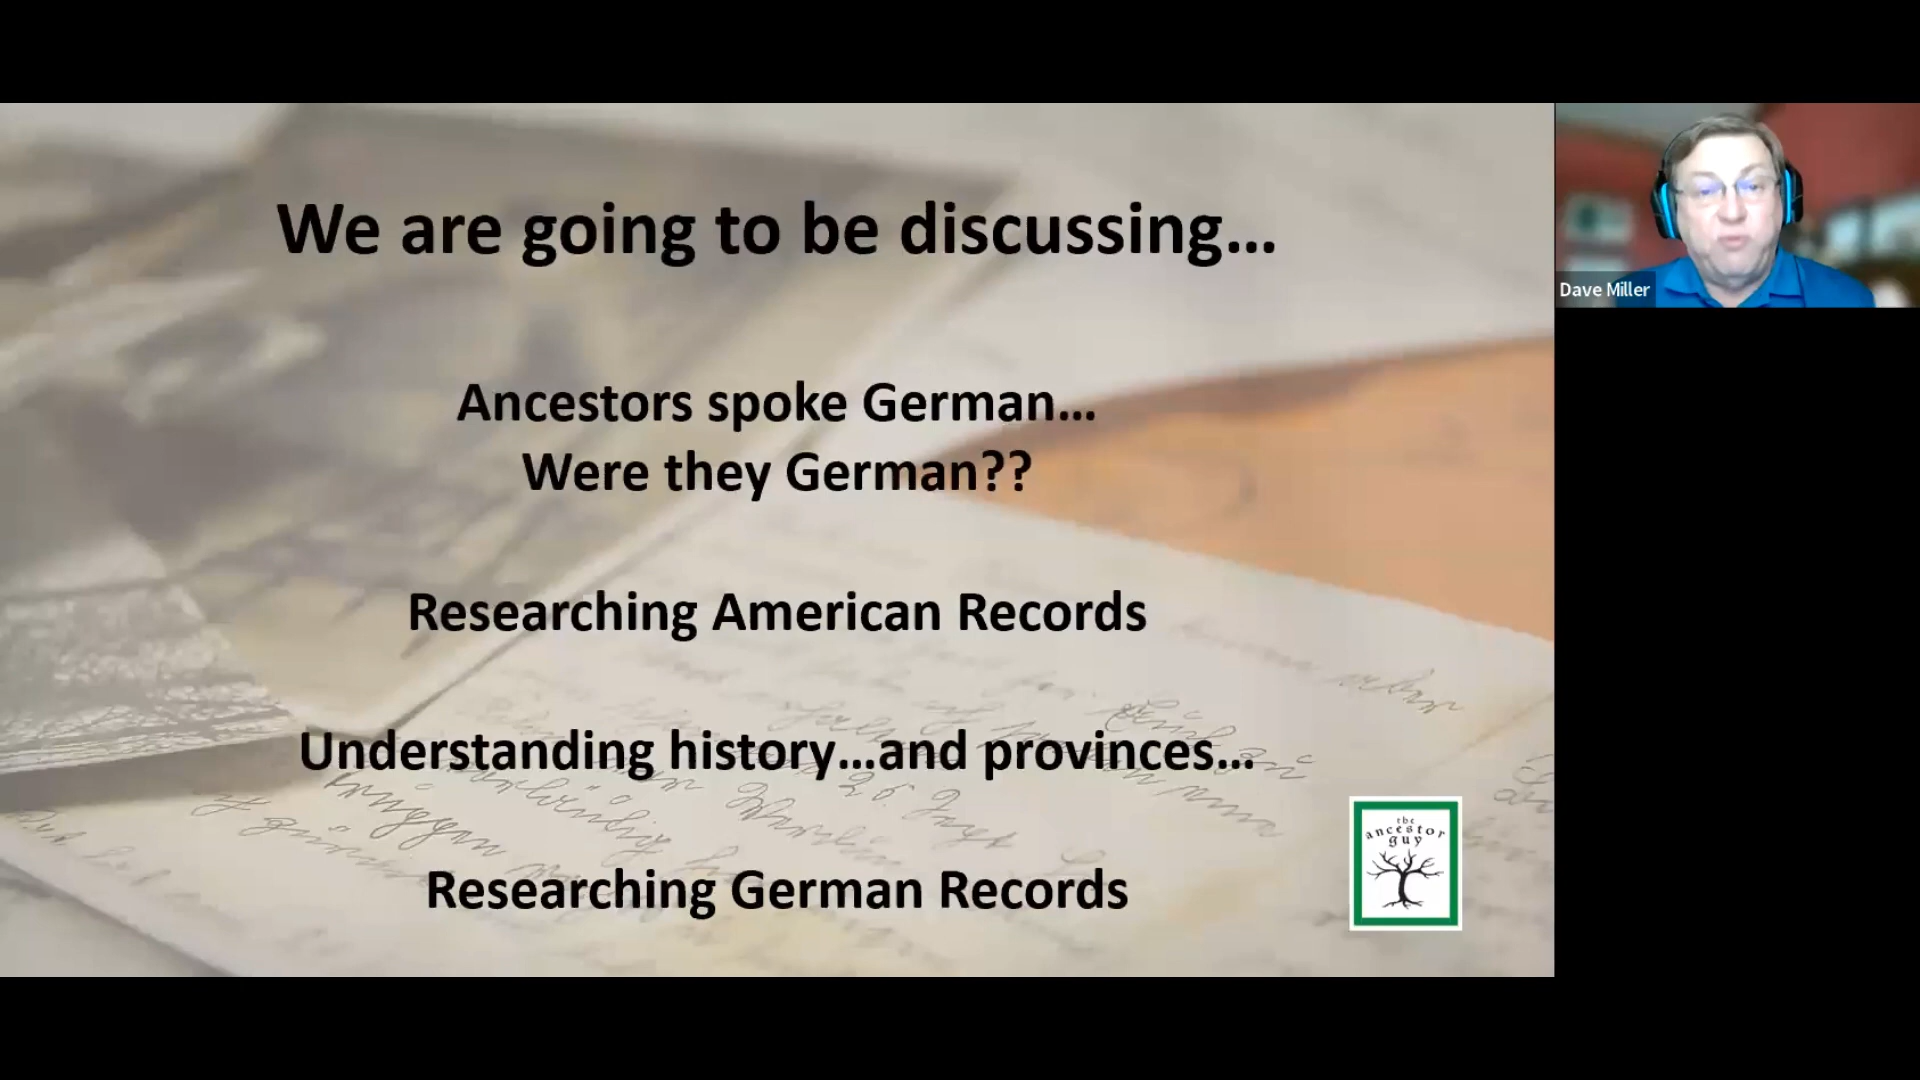 We are going to be discussing...
Ancestors spoke German...
Were they German??
Researching American Records
Understanding history...and provinces...
Researching German Records
the
ancestor
guy
Dave Miller